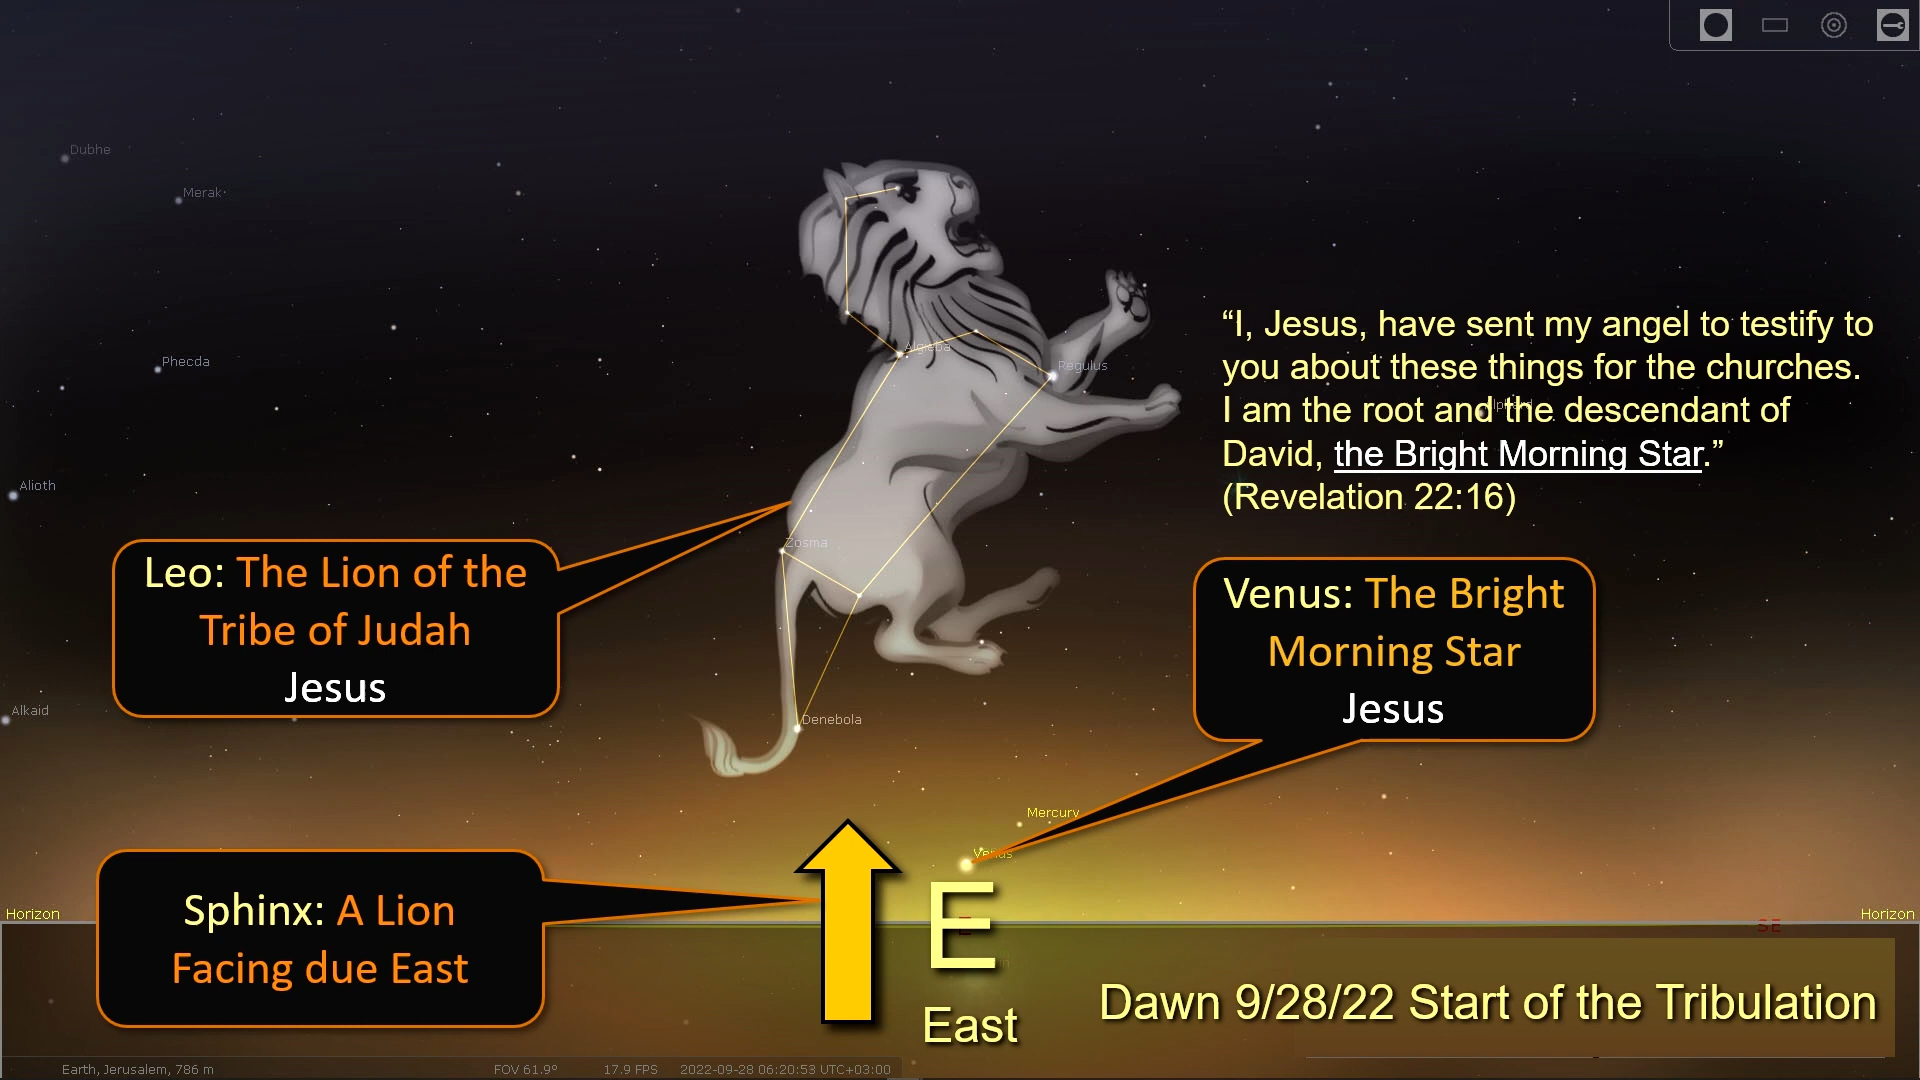 Dubhe
Merak
Phecda
Alioth
Alkaid
Algieba
Regulus
Zosma
Denebola
“I, Jesus, have sent my angel to testify to
you about these things for the churches.
I am the root and the descendant of
David, the Bright Morning Star.”
(Revelation 22:16)
Leo: The Lion of the
Tribe of Judah
Jesus
Venus: The Bright
Morning Star
Jesus
Mercury
Venus
Sphinx: A Lion
Facing due East
Horizon
Horizon
E
E
SE
East
Dawn 9/28/22 Start of the Tribulation
Earth, Jerusalem, 786 m
FOV 61.9°
17.9 FPS
2022-09-28 06:20:53 UTC+03:00